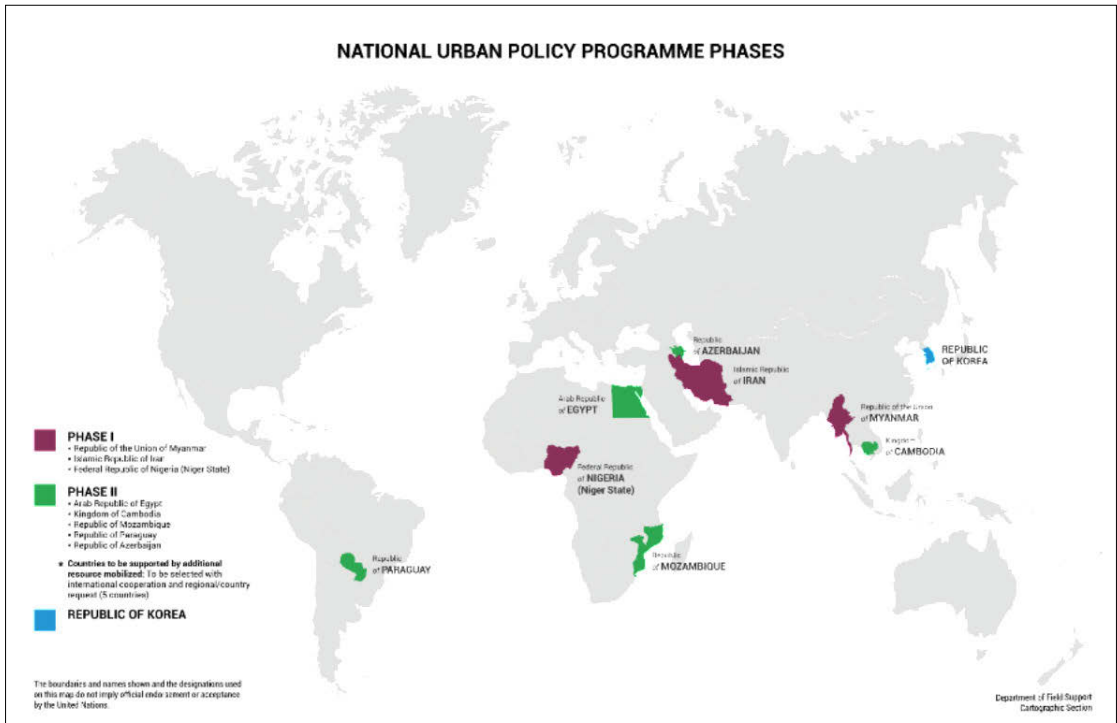 NATIONAL URBAN POLICY PROGRAMME PHASES
Republic
of AZERBAIJAN
Islamic Republic
of IRAN
REPUBLIC
OF KOREA
Arab Republic
of EGYPT
Republic of the Union
of MYANMAR
Kingdom
of CAMBODIA
Federal Republic
of NIGERIA
(Niger State)
Republic
of MOZAMBIQUE
Republic
of PARAGUAY
PHASE I
• Republic of the Union of Myanmar
• Islamic Republic of Iran
• Federal Republic of Nigeria (Niger State)
PHASE II
• Arab Republic of Egypt
• Kingdom of Cambodia
• Republic of Mozambique
• Republic of Paraguay
• Republic of Azerbaijan
* Countries to be supported by additional
resource mobilized: To be selected with
international cooperation and regional/country
request (5 countries)
REPUBLIC OF KOREA
The boundaries and names shown and the designations used
on this map do not imply official endorsement or acceptance
by the United Nations.
Department of Field Support
Cartographic Section